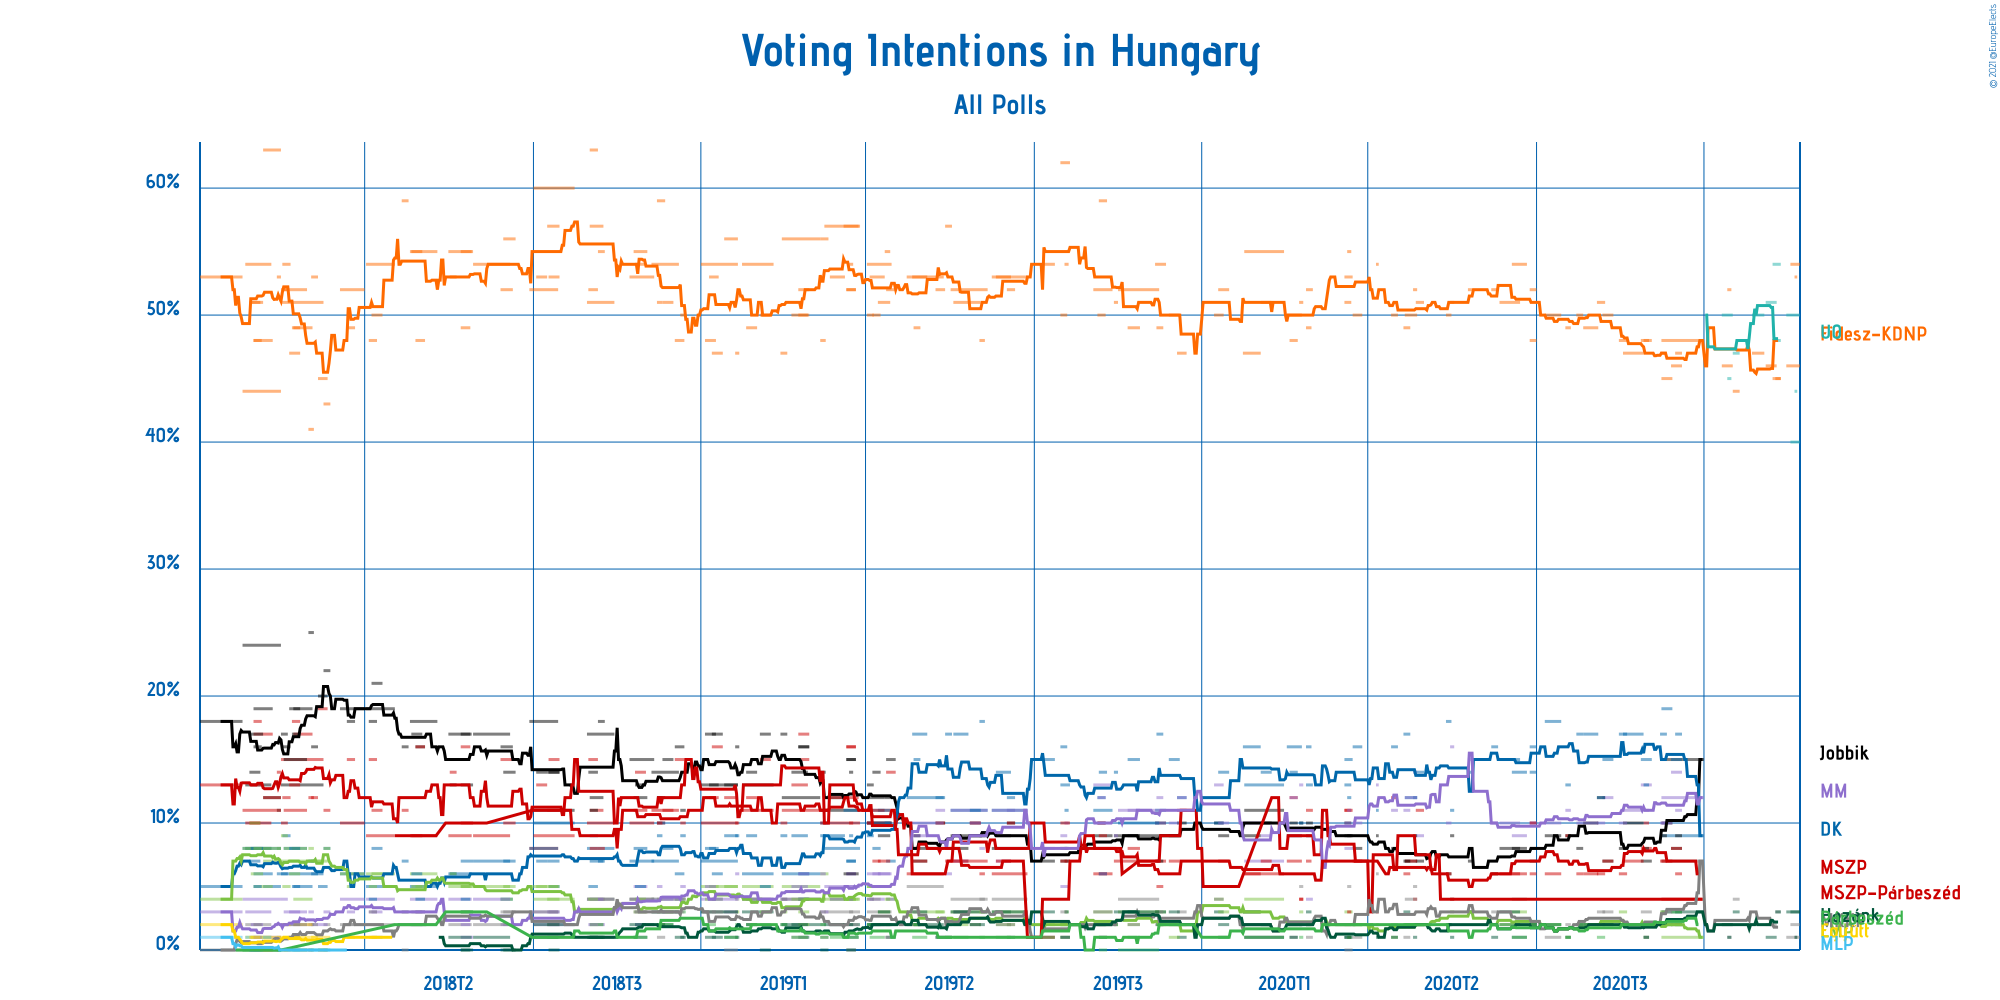 Voting Intentions in Hungary
All Polls
© 2021 @EuropeElects
60%
50%
40%
30%
20%
10%
0%
UO
Fidesz-KDNP
Jobbik
MM
DK
MSZP
MSZP-Párbeszéd
MLP
2018T2
2018T3
2019T1
2019T2
2019T3
2020T1
2020T2
2020T3